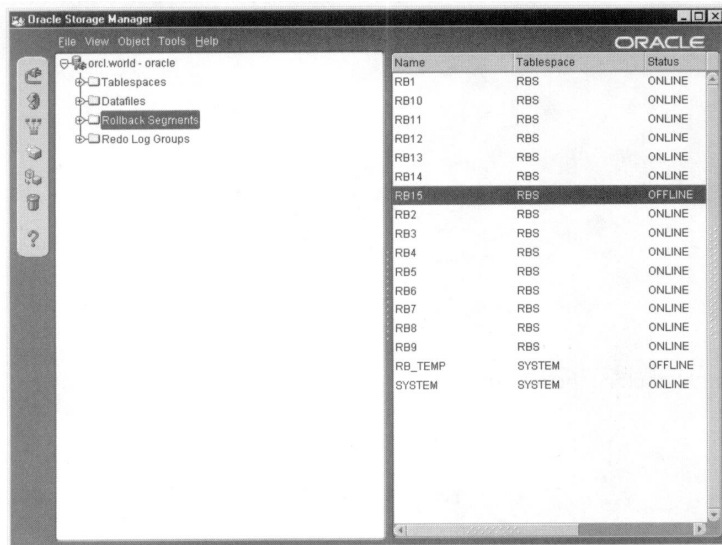 Oracle Storage Manager
File View Object Tools Help
ORACLE
orcl.world - oracle
Tablespaces
Datafiles
Rollback Segments
Redo Log Groups
Name Tablespace Status
RB1 RBS ONLINE
RB10 RBS ONLINE
RB11 RBS ONLINE
RB12 RBS ONLINE
RB13 RBS ONLINE
RB14 RBS ONLINE
RB15 RBS OFFLINE
RB2 RBS ONLINE
RB3 RBS ONLINE
RB4 RBS ONLINE
RB5 RBS ONLINE
RB6 RBS ONLINE
RB7 RBS ONLINE
RB8 RBS ONLINE
RB9 RBS ONLINE
RB_TEMP SYSTEM OFFLINE
SYSTEM SYSTEM ONLINE